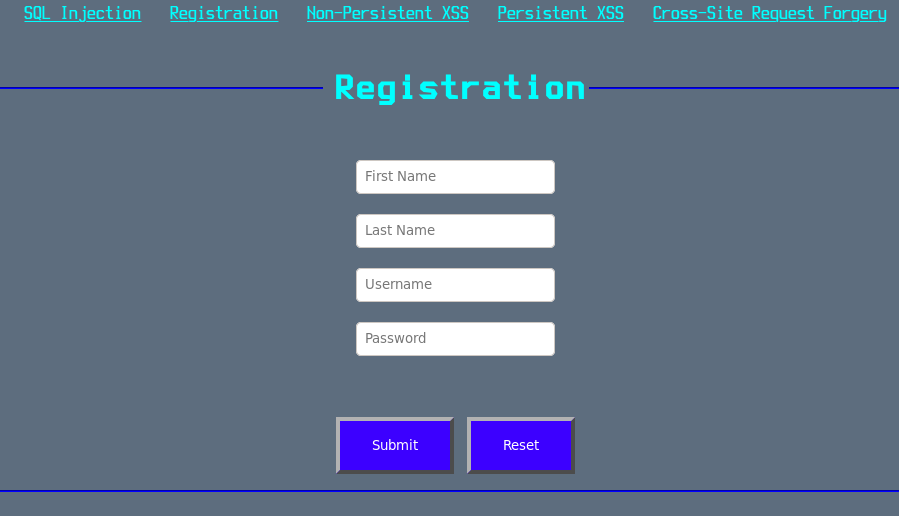 SQL Injection Registration Non-Persistent XSS Persistent XSS Cross-Site Request Forgery
Registration
First Name
Last Name
Username
Password
Submit Reset